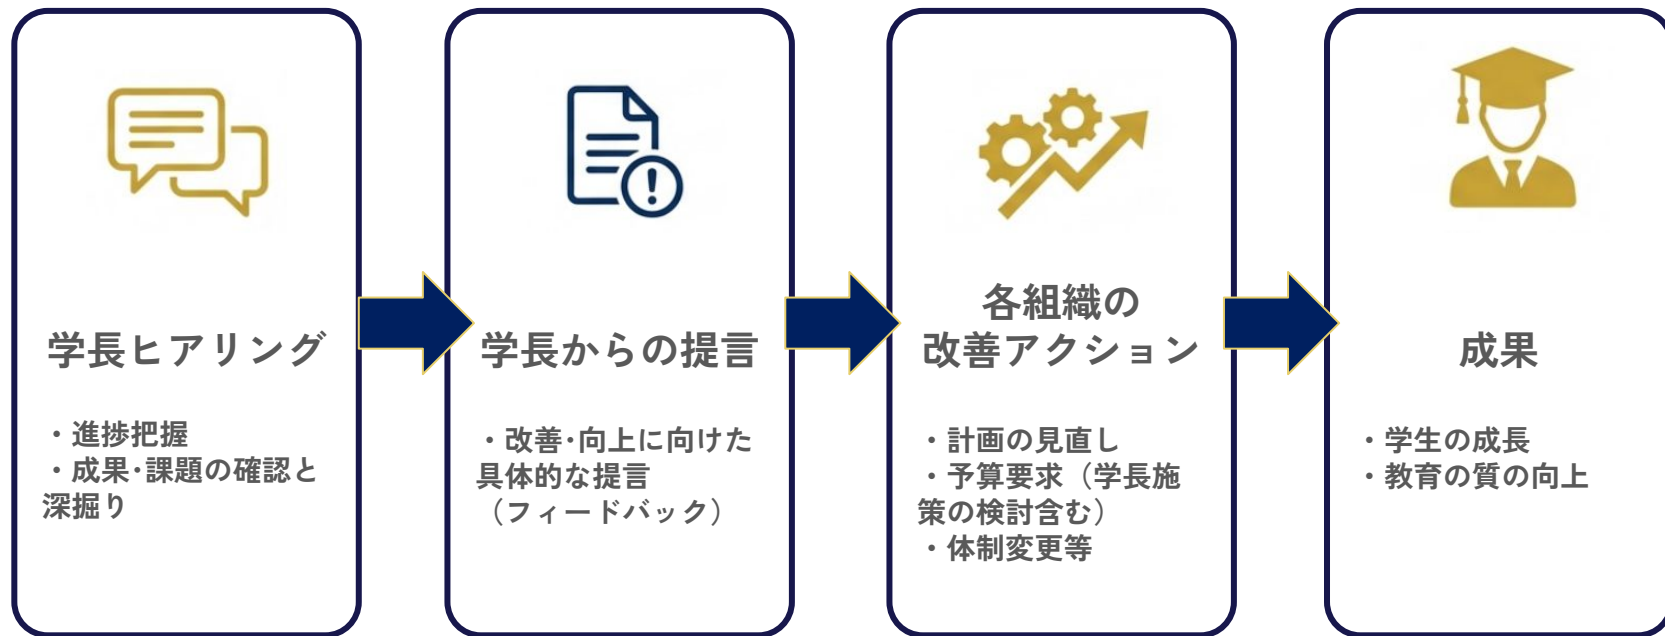 学長ヒアリング
・進捗把握
・成果・課題の確認と
深掘り
学長からの提言
・改善・向上に向けた
具体的な提言
（フィードバック）
各組織の
改善アクション
・計画の見直し
・予算要求（学長施
策の検討含む）
・体制変更等
成果
・学生の成長
・教育の質の向上